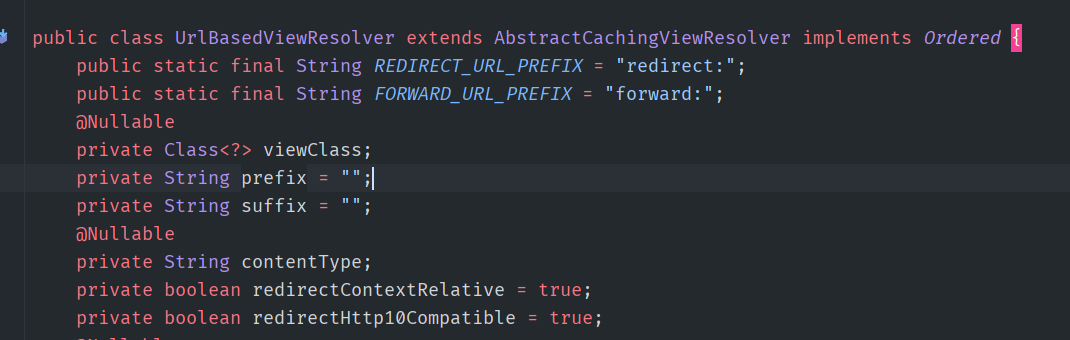 public class UrlBasedViewResolver extends AbstractCachingViewResolver implements Ordered {
public static final String REDIRECT_URL_PREFIX = "redirect:";
public static final String FORWARD_URL_PREFIX = "forward:";
@Nullable
private Class<?> viewClass;
private String prefix = "";
private String suffix = "";
@Nullable
private String contentType;
private boolean redirectContextRelative = true;
private boolean redirectHttp10Compatible = true;